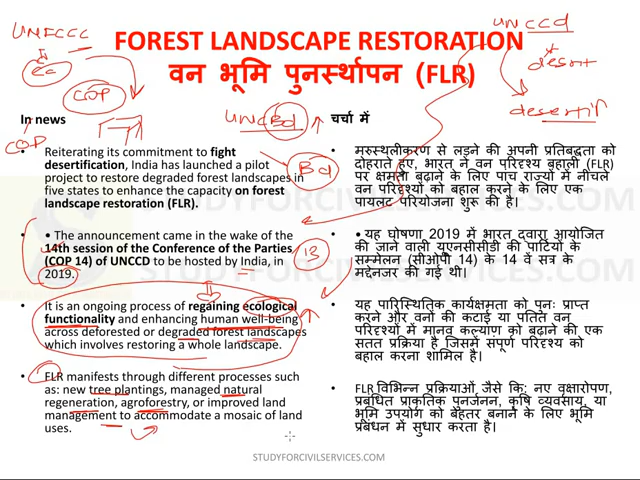 UNFCCC
UNCCd
FOREST LANDSCAPE RESTORATION
वन भूमि पुनर्स्थापन (FLR)
CC
desert
COP
desertif
UNCBd
In news
चर्चा में
COP
Reiterating its commitment to fight
desertification, India has launched a pilot
project to restore degraded forest landscapes in
five states to enhance the capacity on forest
landscape restoration (FLR).
Bd
मरुस्थलीकरण से लड़ने की अपनी प्रतिबद्धता को
दोहराते हुए, भारत ने वन परिदृश्य बहाली (FLR)
पर क्षमता बढ़ाने के लिए पांच राज्यों में नीचले
वन परिदृश्यों को बहाल करने के लिए एक
पायलट परियोजना शुरू की है।
• The announcement came in the wake of the
14th session of the Conference of the Parties
(COP 14) of UNCCD to be hosted by India, in
2019.
13
• यह घोषणा 2019 में भारत द्वारा आयोजित
की जाने वाली यूएनसीसीडी की पार्टियों के
सम्मेलन (सीओपी 14) के 14 वें सत्र के
मद्देनजर की गई थी।
It is an ongoing process of regaining ecological
functionality and enhancing human well-being
across deforested or degraded forest landscapes
which involves restoring a whole landscape.
यह पारिस्थितिक कार्यक्षमता को पुनः प्राप्त
करने और वनों की कटाई या पतित वन
परिदृश्यों में मानव कल्याण को बढ़ाने की एक
सतत प्रक्रिया है जिसमें संपूर्ण परिदृश्य को
बहाल करना शामिल है।
FLR manifests through different processes such
as: new tree plantings, managed natural
regeneration, agroforestry, or improved land
management to accommodate a mosaic of land
uses.
FLR विभिन्न प्रक्रियाओं जैसे कि: नए वृक्षारोपण,
प्रबंधित प्राकृतिक पुनर्जनन, कृषि व्यवसाय, या
भूमि उपयोग को बेहतर बनाने के लिए भूमि
प्रबंधन में सुधार करता है।
STUDYFORCIVILSERVICES.COM